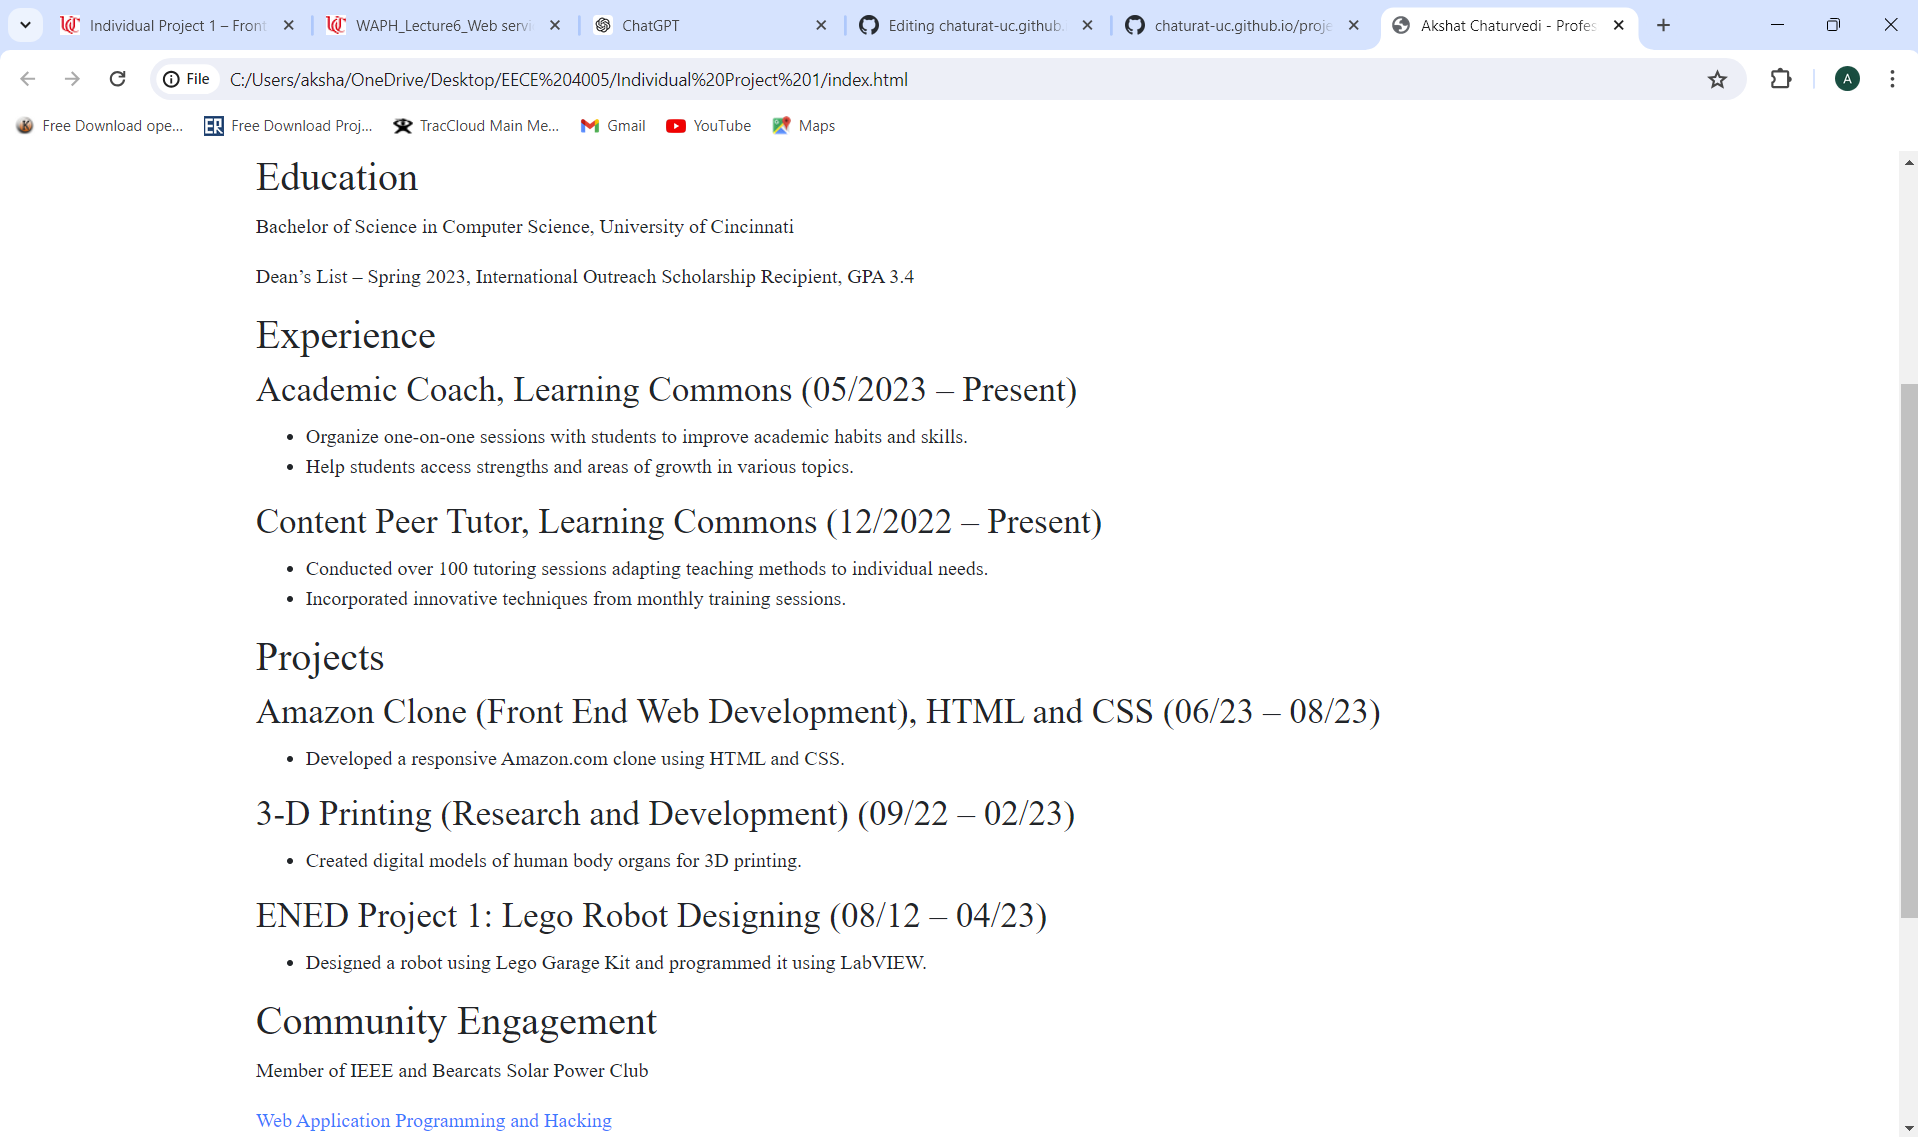 Individual Project 1 – Front
WAPH_Lecture6_Web servi
ChatGPT
Editing chaturat-uc.github.
chaturat-uc.github.io/proje
Akshat Chaturvedi - Profes
File
C:/Users/aksha/OneDrive/Desktop/EECE%204005/Individual%20Project%201/index.html
A
Free Download ope...
ER
Free Download Proj...
TracCloud Main Me...
Gmail
YouTube
Maps
Education
Bachelor of Science in Computer Science, University of Cincinnati
Dean’s List – Spring 2023, International Outreach Scholarship Recipient, GPA 3.4
Experience
Academic Coach, Learning Commons (05/2023 – Present)
• Organize one-on-one sessions with students to improve academic habits and skills.
• Help students access strengths and areas of growth in various topics.
Content Peer Tutor, Learning Commons (12/2022 – Present)
• Conducted over 100 tutoring sessions adapting teaching methods to individual needs.
• Incorporated innovative techniques from monthly training sessions.
Projects
Amazon Clone (Front End Web Development), HTML and CSS (06/23 – 08/23)
• Developed a responsive Amazon.com clone using HTML and CSS.
3-D Printing (Research and Development) (09/22 – 02/23)
• Created digital models of human body organs for 3D printing.
ENED Project 1: Lego Robot Designing (08/12 – 04/23)
• Designed a robot using Lego Garage Kit and programmed it using LabVIEW.
Community Engagement
Member of IEEE and Bearcats Solar Power Club
Web Application Programming and Hacking